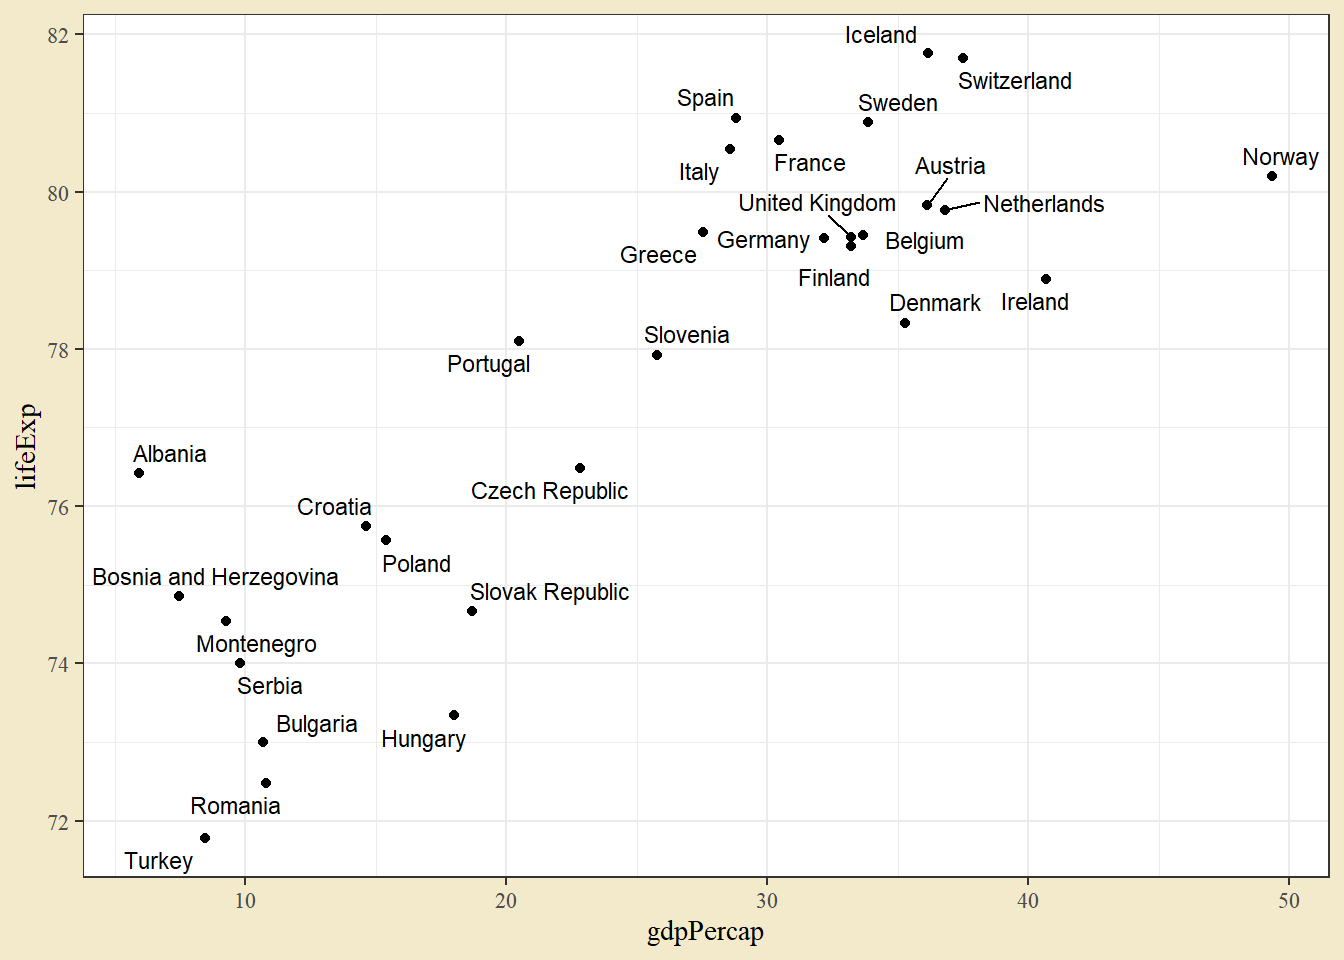 82
80
78
76
74
72
lifeExp
Iceland
Switzerland
Spain
Sweden
Italy
France
Austria
Norway
United Kingdom
Netherlands
Greece
Germany
Belgium
Finland
Denmark
Ireland
Slovenia
Portugal
Albania
Czech Republic
Croatia
Poland
Bosnia and Herzegovina
Slovak Republic
Montenegro
Serbia
Bulgaria
Hungary
Romania
Turkey
10
20
30
40
50
gdpPercap